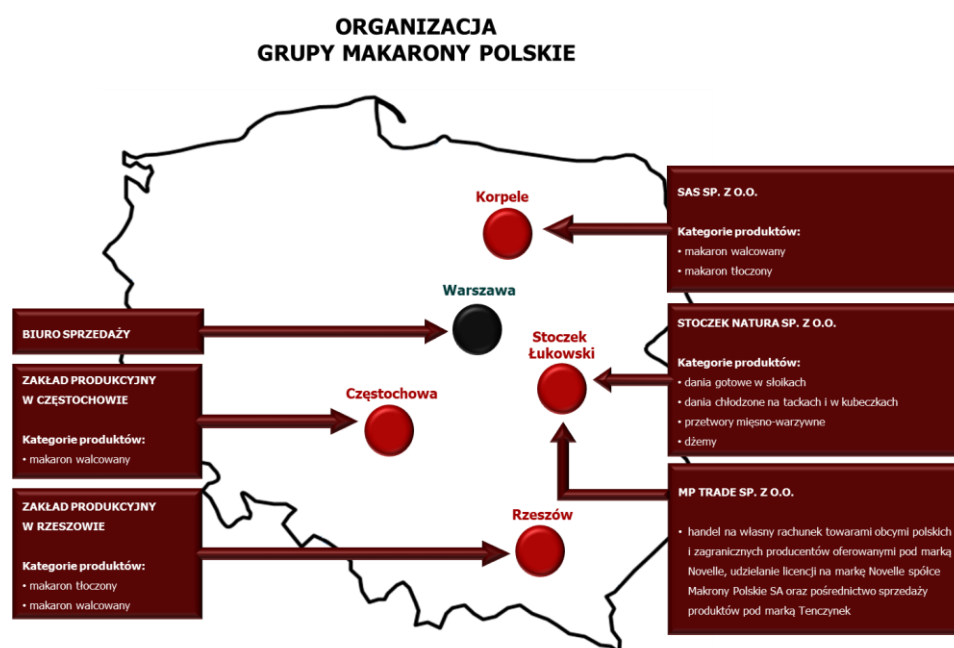 ORGANIZACJA
GRUPY MAKARONY POLSKIE
Korpele
Warszawa
Stoczek
Łukowski
Częstochowa
Rzeszów
BIURO SPRZEDAŻY
ZAKŁAD PRODUKCYJNY
W CZĘSTOCHOWIE
Kategorie produktów:
• makaron walcowany
ZAKŁAD PRODUKCYJNY
W RZESZOWIE
Kategorie produktów:
• makaron tłoczony
• makaron walcowany
SAS SP. Z O.O.
Kategorie produktów:
• makaron walcowany
• makaron tłoczony
STOCZEK NATURA SP. Z O.O.
Kategorie produktów:
• dania gotowe w słoikach
• dania chłodzone na tackach i w kubeczkach
• przetwory mięsno-warzywne
• dżemy
MP TRADE SP. Z O.O.
• handel na własny rachunek towarami obcymi polskich
i zagranicznych producentów oferowanymi pod marką
Novelle, udzielanie licencji na markę Novelle spółce
Makrony Polskie SA oraz pośrednictwo sprzedaży
produktów pod marką Tenczynek